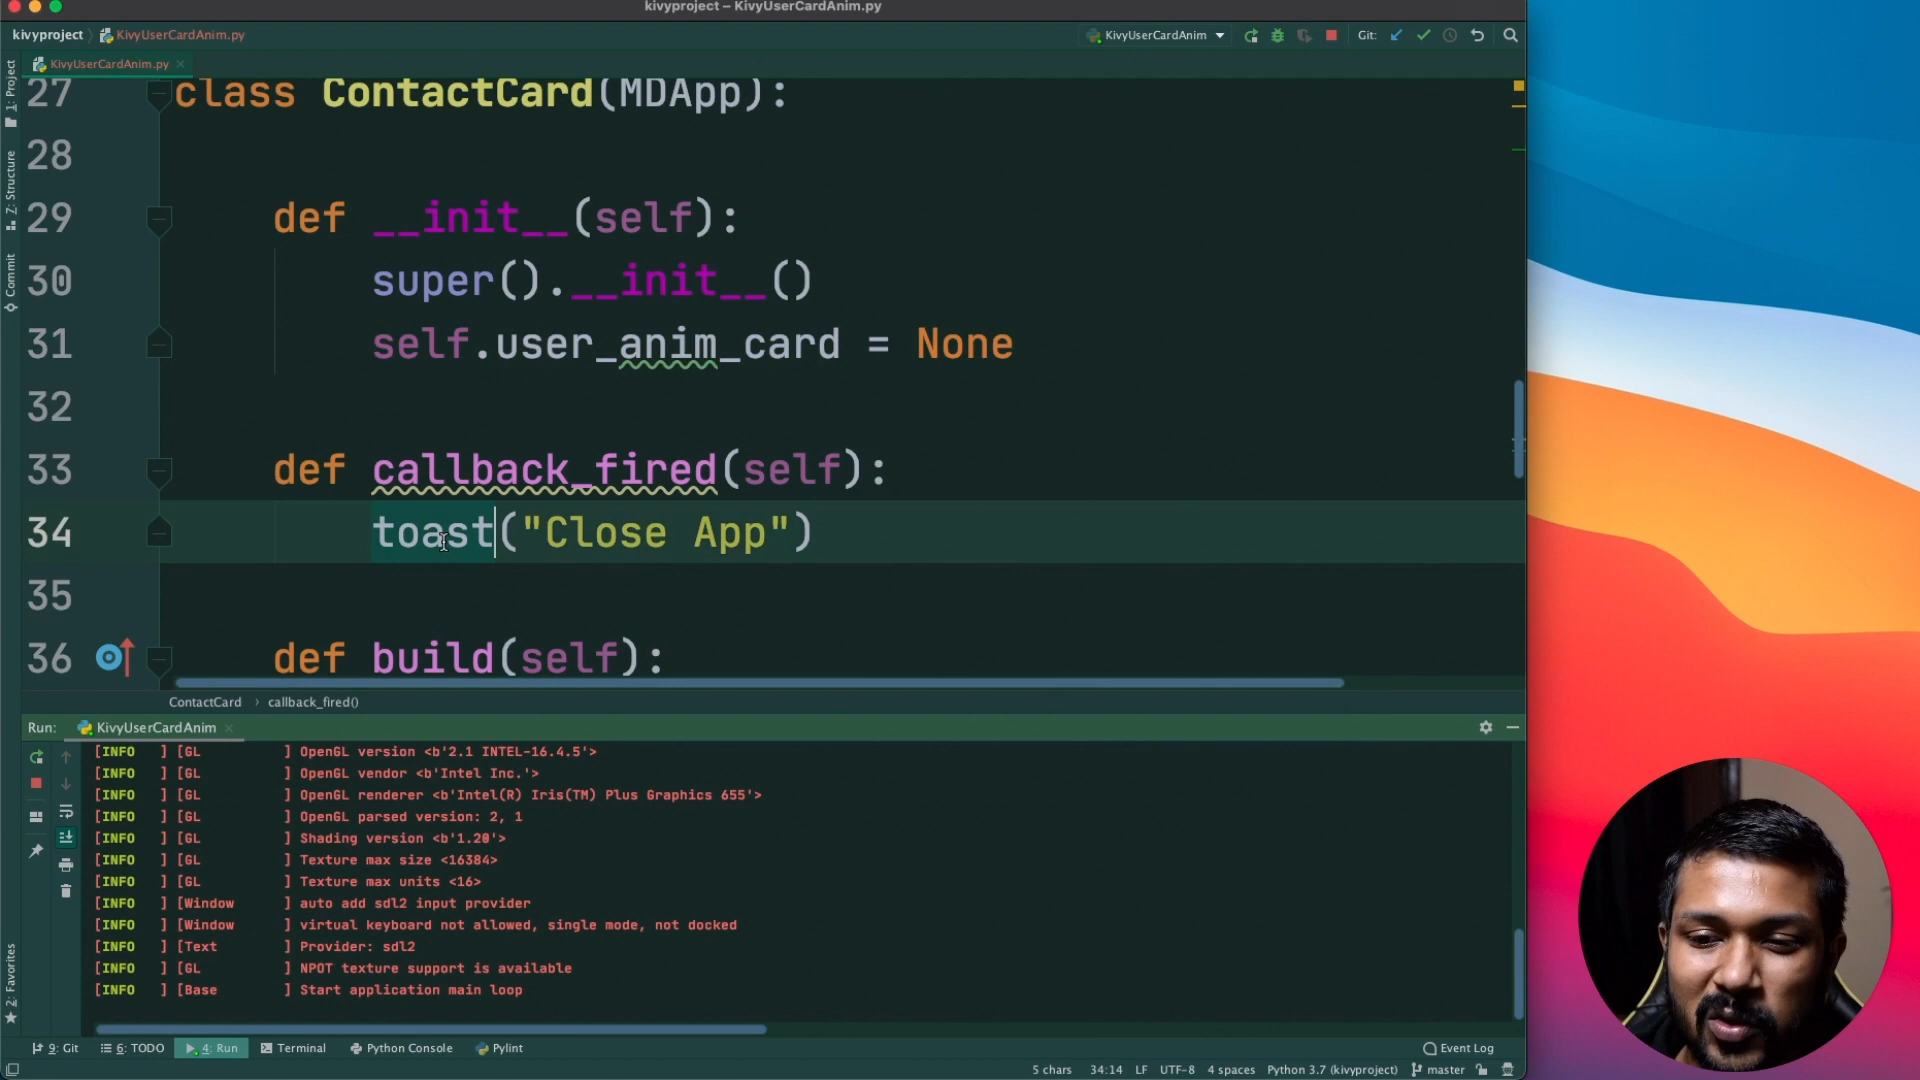 kivyproject – KivyUserCardAnim.py
kivyproject KivyUserCardAnim.py KivyUserCardAnim Git:
KivyUserCardAnim.py
1: Project
Z: Structure
Commit
2: Favorites
27 class ContactCard(MDApp):
28
29 def __init__(self):
30 super().__init__()
31 self.user_anim_card = None
32
33 def callback_fired(self):
34 toast("Close App")
35
36 def build(self):
ContactCard › callback_fired()
Run: KivyUserCardAnim
[INFO ] [GL ] OpenGL version <b'2.1 INTEL-16.4.5'>
[INFO ] [GL ] OpenGL vendor <b'Intel Inc.'>
[INFO ] [GL ] OpenGL renderer <b'Intel(R) Iris(TM) Plus Graphics 655'>
[INFO ] [GL ] OpenGL parsed version: 2, 1
[INFO ] [GL ] Shading version <b'1.20'>
[INFO ] [GL ] Texture max size <16384>
[INFO ] [GL ] Texture max units <16>
[INFO ] [Window ] auto add sdl2 input provider
[INFO ] [Window ] virtual keyboard not allowed, single mode, not docked
[INFO ] [Text ] Provider: sdl2
[INFO ] [GL ] NPOT texture support is available
[INFO ] [Base ] Start application main loop
9: Git 6: TODO 4: Run Terminal Python Console Pylint Event Log
5 chars 34:14 LF UTF-8 4 spaces Python 3.7 (kivyproject) master